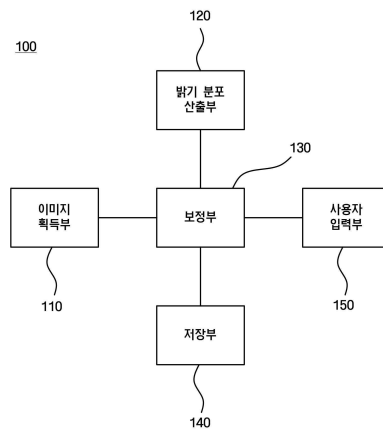 120
100
밝기 분포
산출부
130
이미지
획득부
보정부
사용자
입력부
110
150
저장부
140